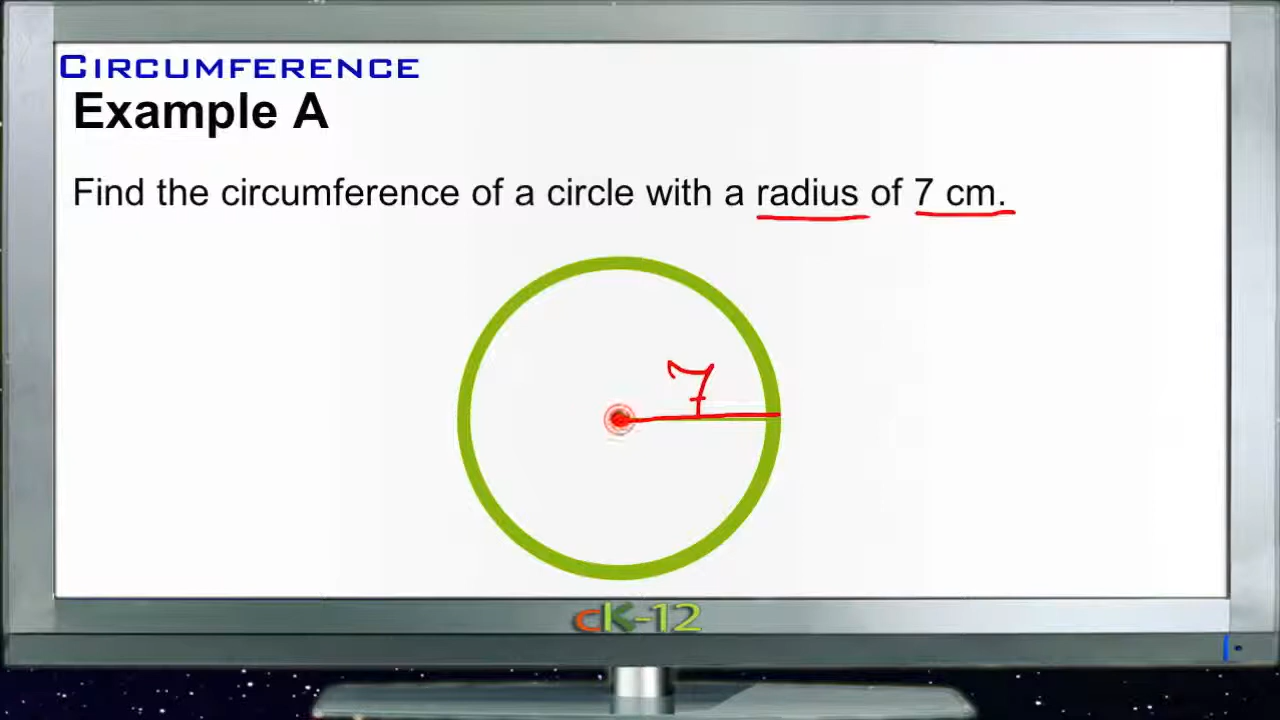 CIRCUMFERENCE
Example A
Find the circumference of a circle with a radius of 7 cm.
7
cK-12